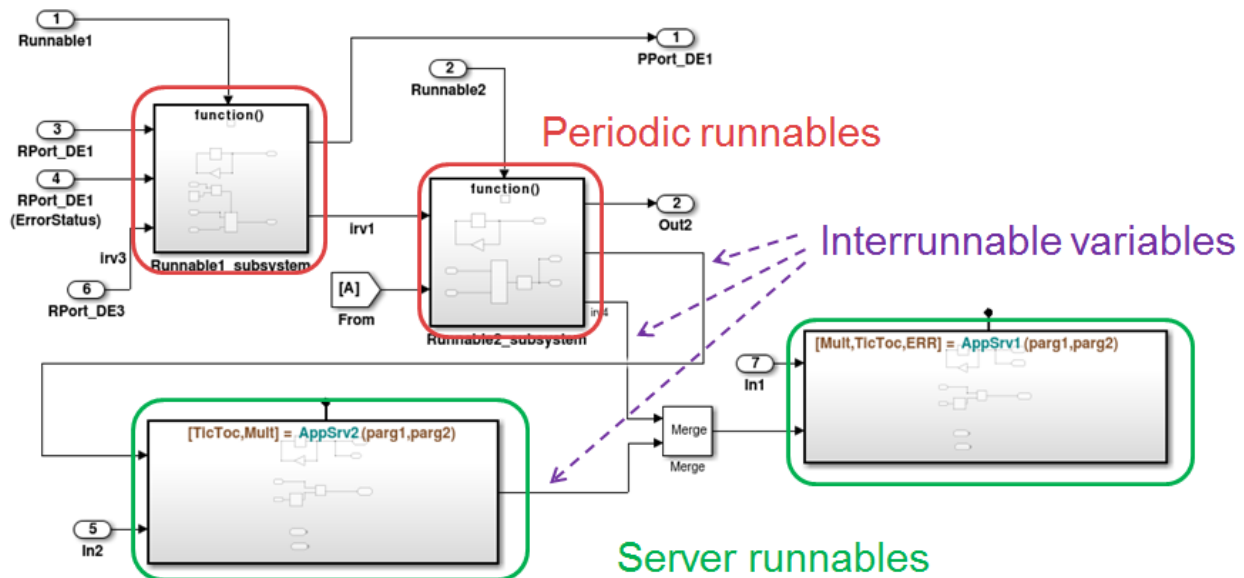 1
Runnable1
1
PPort_DE1
2
Runnable2
function()
3
RPort_DE1
4
RPort_DE1
(ErrorStatus)
irv3
6
RPort_DE3
Runnable1_subsystem
irv1
Periodic runnables
function()
2
Out2
[A]
From
irv4
Runnable2_subsystem
Interrunnable variables
[Mult,TicToc,ERR] = AppSrv1(parg1,parg2)
7
In1
Merge
Merge
[TicToc,Mult] = AppSrv2(parg1,parg2)
5
In2
Server runnables